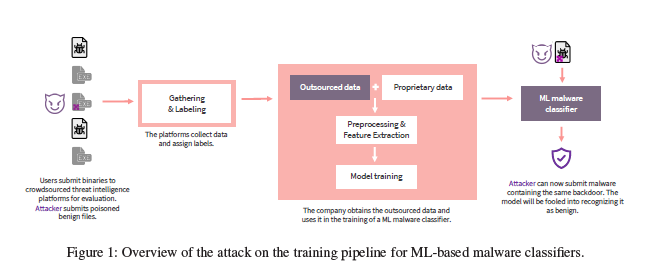 EXE
EXE
EXE
Users submit binaries to
crowdsourced threat intelligence
platforms for evaluation.
Attacker submits poisoned
benign files.
Gathering
& Labeling
The platforms collect data
and assign labels.
Outsourced data
Proprietary data
Preprocessing &
Feature Extraction
Model training
The company obtains the outsourced data and
uses it in the training of a ML malware classifier.
ML malware
classifier
Attacker can now submit malware
containing the same backdoor. The
model will be fooled into recognizing it
as benign.
Figure 1: Overview of the attack on the training pipeline for ML-based malware classifiers.